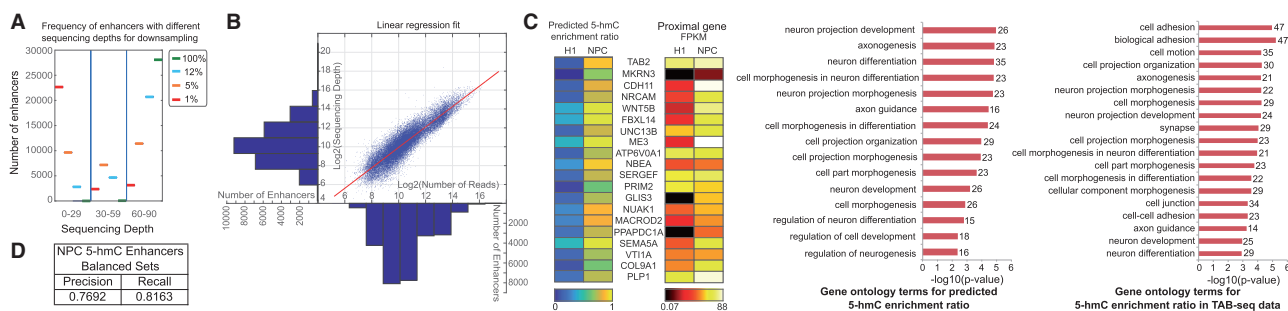 A
Frequency of enhancers with different
sequencing depths for downsampling
Number of enhancers
30000
25000
20000
15000
10000
5000
0
0-29
30-59
60-90
Sequencing Depth
100%
12%
5%
1%
B
Linear regression fit
Log2(Sequencing Depth)
20
18
16
14
12
10
8
6
4
Log2(Number of Reads)
4
6
8
10
12
14
16
18
Number of Enhancers
10000
8000
6000
4000
2000
Number of Enhancers
2000
4000
6000
8000
C
Predicted 5-hmC
enrichment ratio
H1 NPC
Proximal gene
FPKM
H1 NPC
TAB2
MKRN3
CDH11
NRCAM
WNT5B
FBXL14
UNC13B
ME3
ATP6V0A1
NBEA
SERGEF
PRIM2
GLIS3
NUAK1
MACROD2
PPAPDC1A
SEMA5A
VTI1A
COL9A1
PLP1
0 1
0.07 88
neuron projection development 26
axonogenesis 23
neuron differentiation 35
cell morphogenesis in neuron differentiation 23
neuron projection morphogenesis 23
axon guidance 16
cell morphogenesis in differentiation 24
cell projection organization 29
cell projection morphogenesis 23
cell part morphogenesis 23
neuron development 26
cell morphogenesis 26
regulation of neuron differentiation 15
regulation of cell development 18
regulation of neurogenesis 16
0 1 2 3 4 5 6
-log10(p-value)
Gene ontology terms for predicted
5-hmC enrichment ratio
cell adhesion 47
biological adhesion 47
cell motion 35
cell projection organization 30
axonogenesis 21
neuron projection morphogenesis 22
cell morphogenesis 29
neuron projection development 24
synapse 29
cell projection morphogenesis 23
cell morphogenesis in neuron differentiation 21
cell part morphogenesis 23
cell morphogenesis in differentiation 22
cellular component morphogenesis 29
cell junction 34
cell-cell adhesion 23
axon guidance 14
neuron development 25
neuron differentiation 29
0 1 2 3 4 5
-log10(p-value)
Gene ontology terms for
5-hmC enrichment ratio in TAB-seq data
D
NPC 5-hmC Enhancers
Balanced Sets
Precision Recall
0.7692 0.8163